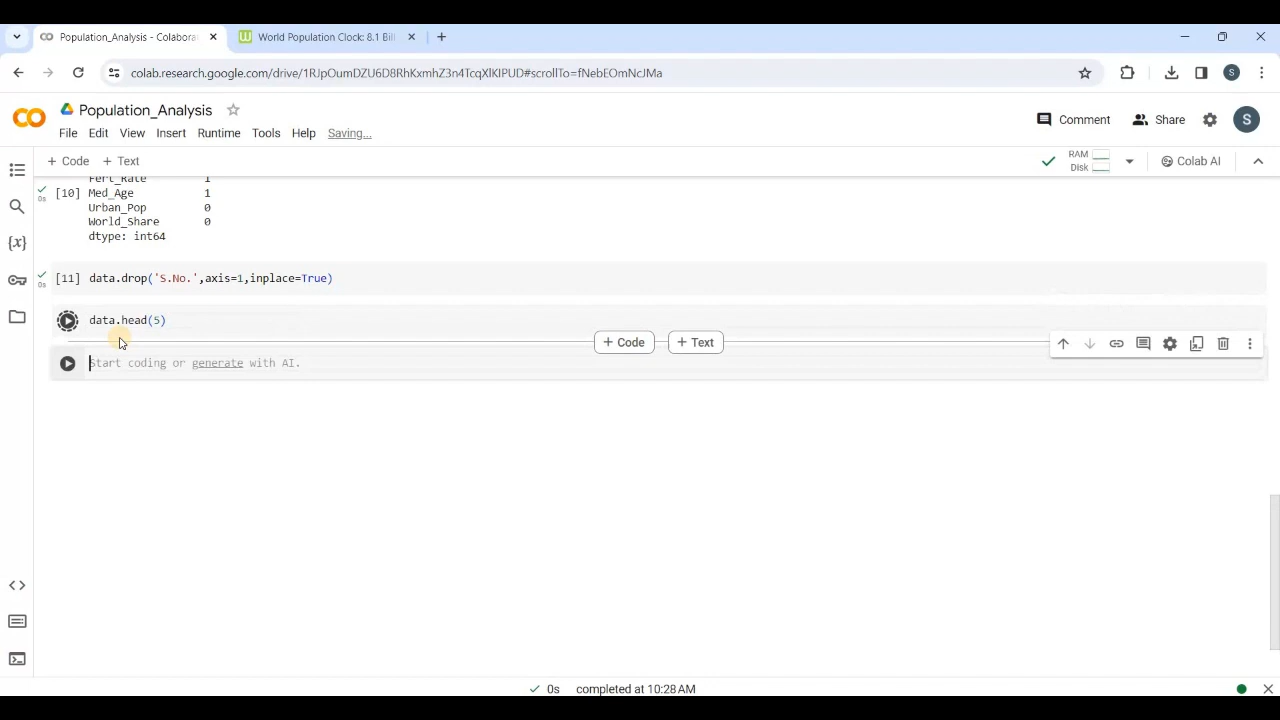 Population_Analysis - Colabora
World Population Clock: 8.1 Bil
colab.research.google.com/drive/1RJpOumDZU6D8RhKxmhZ3n4TcqXlKIPUD#scrollTo=fNebEOmNcJMa
S
Population_Analysis
File Edit View Insert Runtime Tools Help Saving...
Comment Share S
+ Code + Text
RAM
Disk
Colab AI
Fert_Rate 1
0s [10] Med_Age 1
Urban_Pop 0
World_Share 0
dtype: int64
0s [11] data.drop('S.No.',axis=1,inplace=True)
data.head(5)
+ Code + Text
Start coding or generate with AI.
0s completed at 10:28 AM